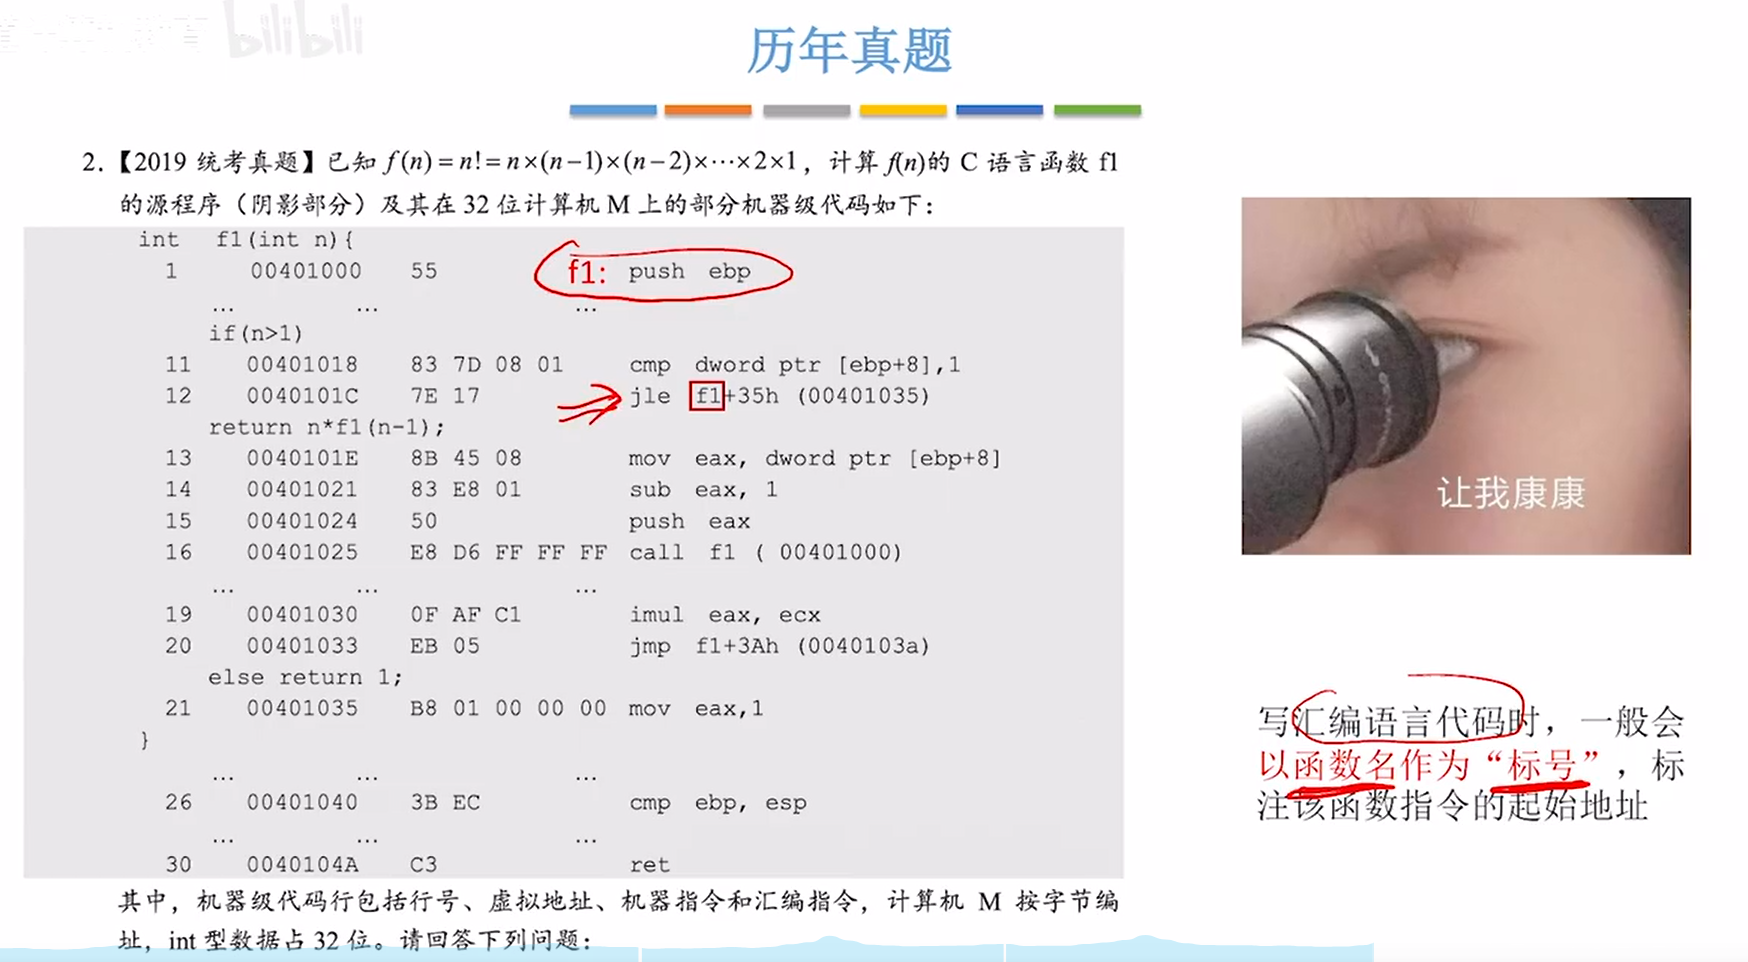 bilibili
历年真题
2.【2019 统考真题】已知 f(n)=n!=n×(n−1)×(n−2)×⋯×2×1，计算 f(n)的 C 语言函数 f1
的源程序（阴影部分）及其在 32 位计算机 M 上的部分机器级代码如下：
int f1(int n){
1 00401000 55 f1: push ebp
… … …
if(n>1)
11 00401018 83 7D 08 01 cmp dword ptr [ebp+8],1
12 0040101C 7E 17 jle f1+35h (00401035)
return n*f1(n-1);
13 0040101E 8B 45 08 mov eax, dword ptr [ebp+8]
14 00401021 83 E8 01 sub eax, 1
15 00401024 50 push eax
16 00401025 E8 D6 FF FF FF call f1 ( 00401000)
… … …
19 00401030 0F AF C1 imul eax, ecx
20 00401033 EB 05 jmp f1+3Ah (0040103a)
else return 1;
21 00401035 B8 01 00 00 00 mov eax,1
}
… … …
26 00401040 3B EC cmp ebp, esp
… … …
30 0040104A C3 ret
其中，机器级代码行包括行号、虚拟地址、机器指令和汇编指令，计算机 M 按字节编
址，int 型数据占 32 位。请回答下列问题：
让我康康
写汇编语言代码时，一般会
以函数名作为“标号”，标
注该函数指令的起始地址